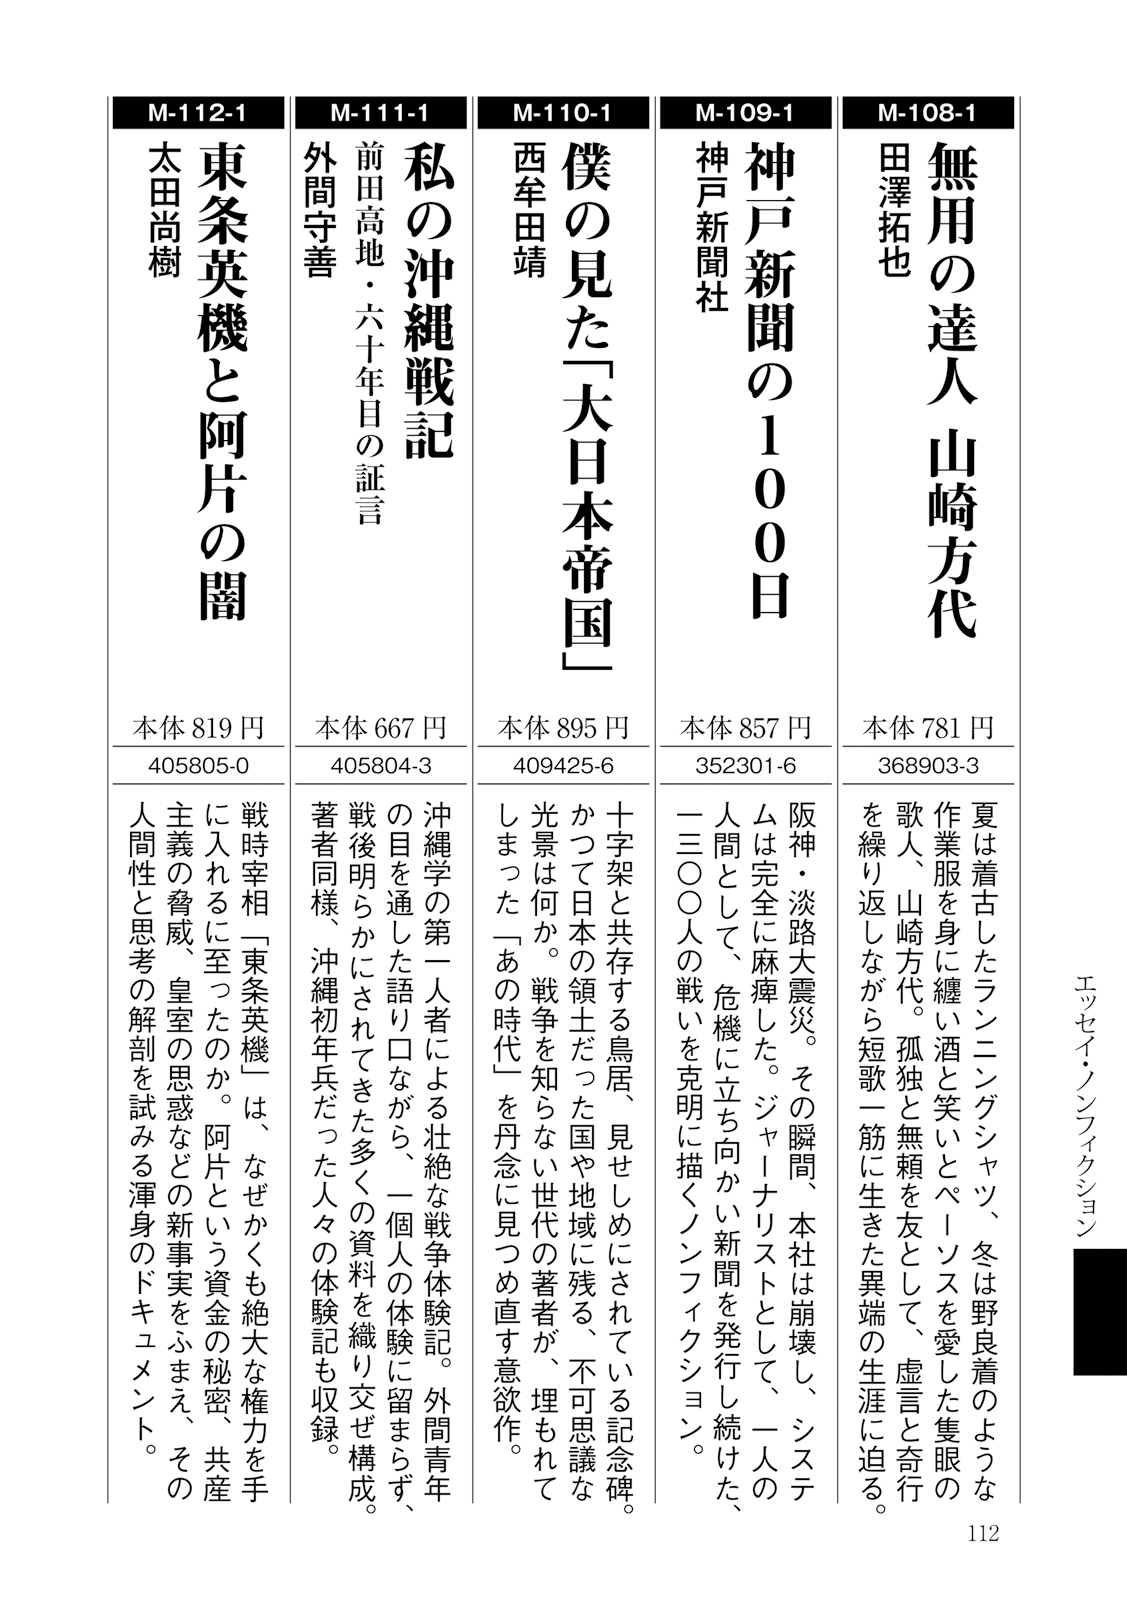 M-108-1
無用の達人 山崎方代
田澤拓也
本体 781 円
368903-3
夏は着古したランニングシャツ、冬は野良着のような
作業服を身に纏い酒と笑いとペーソスを愛した隻眼の
歌人、山崎方代。孤独と無頼を友として、虚言と奇行
を繰り返しながら短歌一筋に生きた異端の生涯に迫る。
M-109-1
神戸新聞の100日
神戸新聞社
本体 857 円
352301-6
阪神・淡路大震災。その瞬間、本社は崩壊し、システ
ムは完全に麻痺した。ジャーナリストとして、一人の
人間として、危機に立ち向かい新聞を発行し続けた、
一三〇〇人の戦いを克明に描くノンフィクション。
M-110-1
僕の見た「大日本帝国」
西牟田靖
本体 895 円
409425-6
十字架と共存する鳥居、見せしめにされている記念碑。
かつて日本の領土だった国や地域に残る、不可思議な
光景は何か。戦争を知らない世代の著者が、埋もれて
しまった「あの時代」を丹念に見つめ直す意欲作。
M-111-1
私の沖縄戦記
前田高地・六十年目の証言
外間守善
本体 667 円
405804-3
沖縄学の第一人者による壮絶な戦争体験記。外間青年
の目を通した語り口ながら、一個人の体験に留まらず、
戦後明らかにされてきた多くの資料を織り交ぜ構成。
著者同様、沖縄初年兵だった人々の体験記も収録。
M-112-1
東条英機と阿片の闇
太田尚樹
本体 819 円
405805-0
戦時宰相「東条英機」は、なぜかくも絶大な権力を手
に入れるに至ったのか。阿片という資金の秘密、共産
主義の脅威、皇室の思惑などの新事実をふまえ、その
人間性と思考の解剖を試みる渾身のドキュメント。
エッセイ・ノンフィクション
112